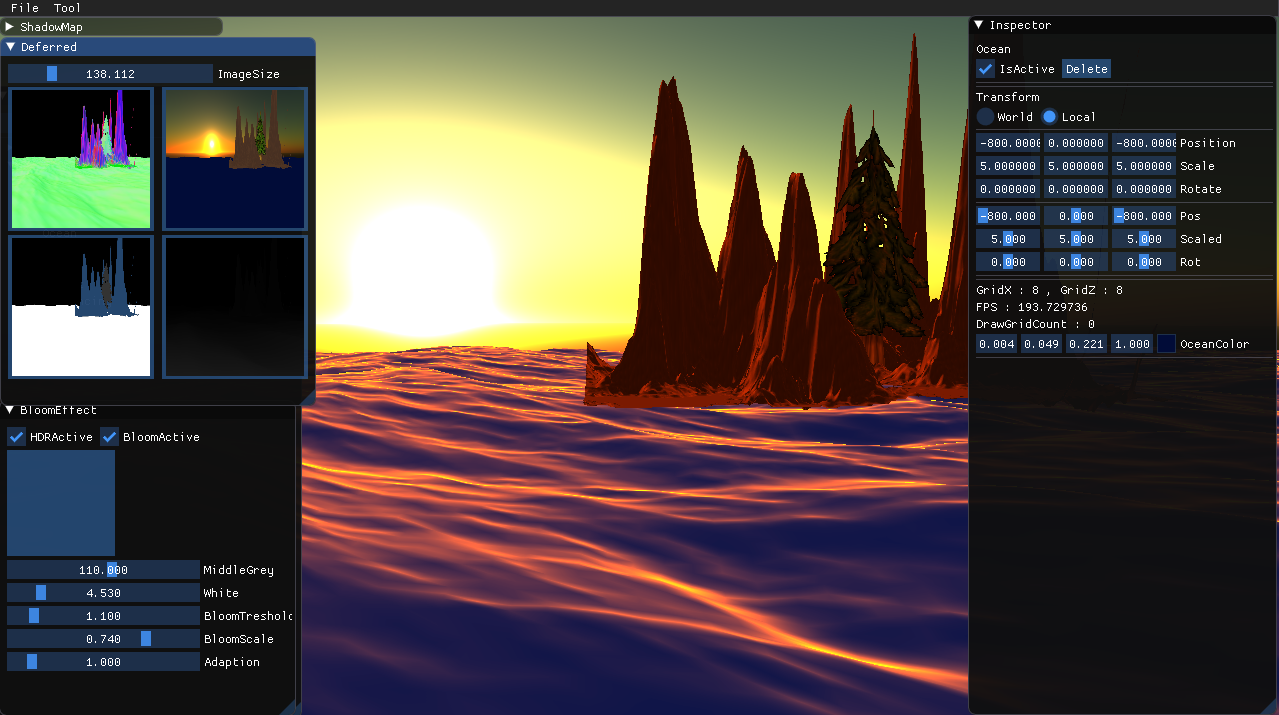 File Tool
ShadowMap
Deferred
138.112 ImageSize
BloomEffect
HDRActive BloomActive
110.000 MiddleGrey
4.530 White
1.100 BloomTreshold
0.740 BloomScale
1.000 Adaption
Inspector
Ocean
IsActive Delete
Transform
World Local
-800.0000 0.000000 -800.0000 Position
5.000000 5.000000 5.000000 Scale
0.000000 0.000000 0.000000 Rotate
-800.000 0.000 -800.000 Pos
5.000 5.000 5.000 Scaled
0.000 0.000 0.000 Rot
GridX : 8 , GridZ : 8
FPS : 193.729736
DrawGridCount : 0
0.004 0.049 0.221 1.000 OceanColor